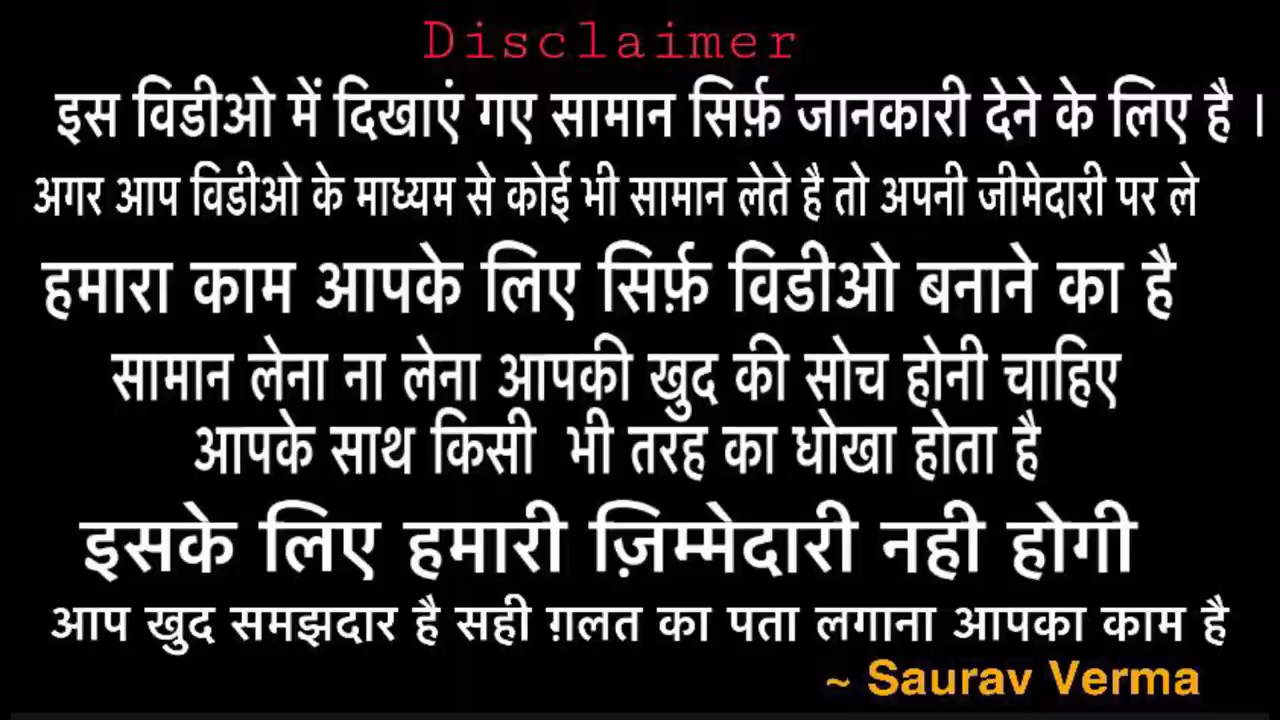 Disclaimer
इस विडीओ में दिखाएं गए सामान सिर्फ़ जानकारी देने के लिए है ।
अगर आप विडीओ के माध्यम से कोई भी सामान लेते है तो अपनी जीमेदारी पर ले
हमारा काम आपके लिए सिर्फ़ विडीओ बनाने का है
सामान लेना ना लेना आपकी खुद की सोच होनी चाहिए
आपके साथ किसी भी तरह का धोखा होता है
इसके लिए हमारी ज़िम्मेदारी नही होगी
आप खुद समझदार है सही ग़लत का पता लगाना आपका काम है
~ Saurav Verma